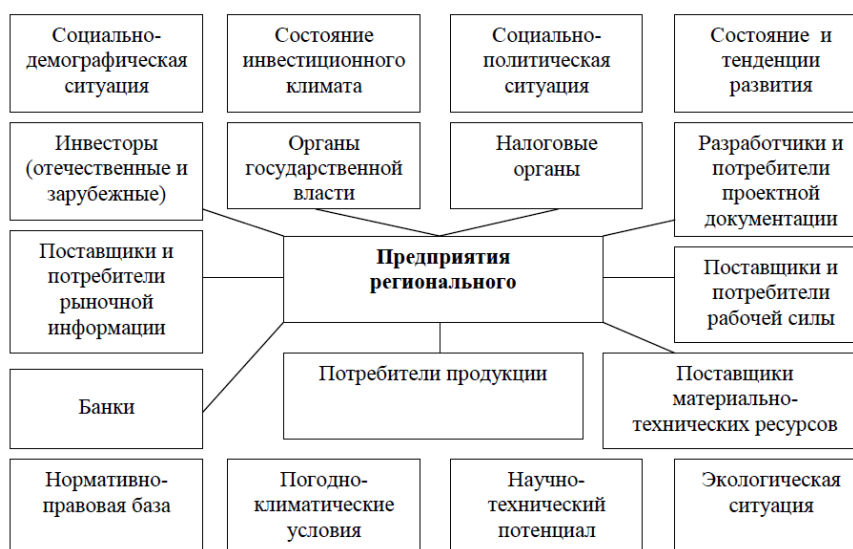 Социально-
демографическая
ситуация
Состояние
инвестиционного
климата
Социально-
политическая
ситуация
Состояние и
тенденции
развития
Инвесторы
(отечественные и
зарубежные)
Органы
государственной
власти
Налоговые
органы
Разработчики и
потребители
проектной
документации
Поставщики и
потребители
рыночной
информации
Предприятия
регионального
Поставщики и
потребители
рабочей силы
Банки
Потребители продукции
Поставщики
материально-
технических ресурсов
Нормативно-
правовая база
Погодно-
климатические
условия
Научно-
технический
потенциал
Экологическая
ситуация